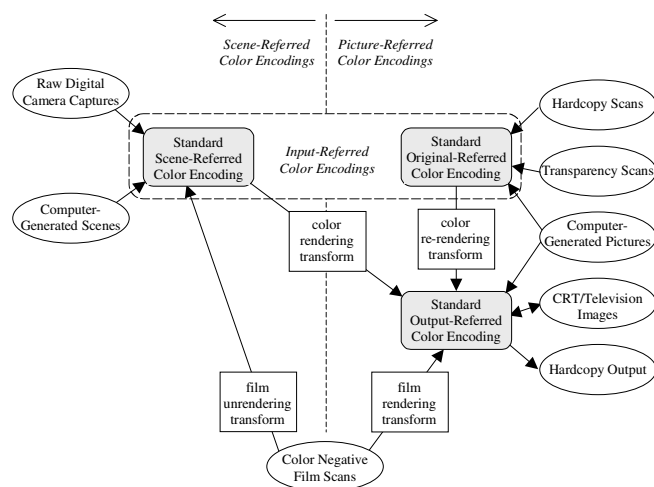 Scene-Referred
Color Encodings
Picture-Referred
Color Encodings
Raw Digital
Camera Captures
Hardcopy Scans
Standard
Scene-Referred
Color Encoding
Input-Referred
Color Encodings
Standard
Original-Referred
Color Encoding
Transparency Scans
Computer-
Generated Scenes
color
rendering
transform
color
re-rendering
transform
Computer-
Generated Pictures
Standard
Output-Referred
Color Encoding
CRT/Television
Images
Hardcopy Output
film
unrendering
transform
film
rendering
transform
Color Negative
Film Scans